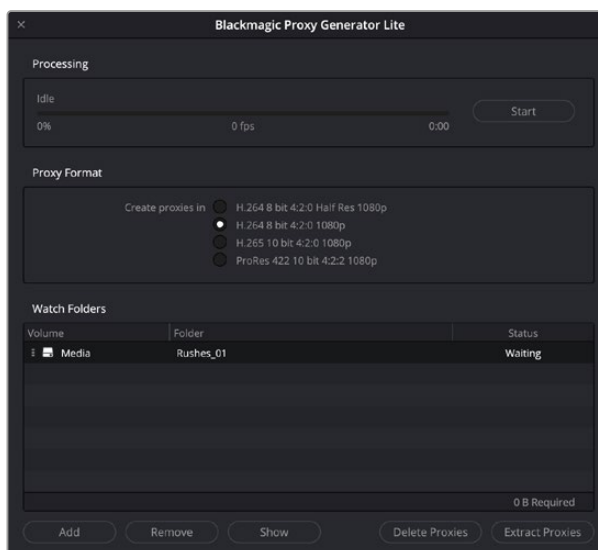 Blackmagic Proxy Generator Lite
Processing
Idle
Start
0% 0 fps 0:00
Proxy Format
Create proxies in H.264 8 bit 4:2:0 Half Res 1080p
H.264 8 bit 4:2:0 1080p
H.265 10 bit 4:2:0 1080p
ProRes 422 10 bit 4:2:2 1080p
Watch Folders
Volume Folder Status
Media Rushes_01 Waiting
0 B Required
Add Remove Show Delete Proxies Extract Proxies